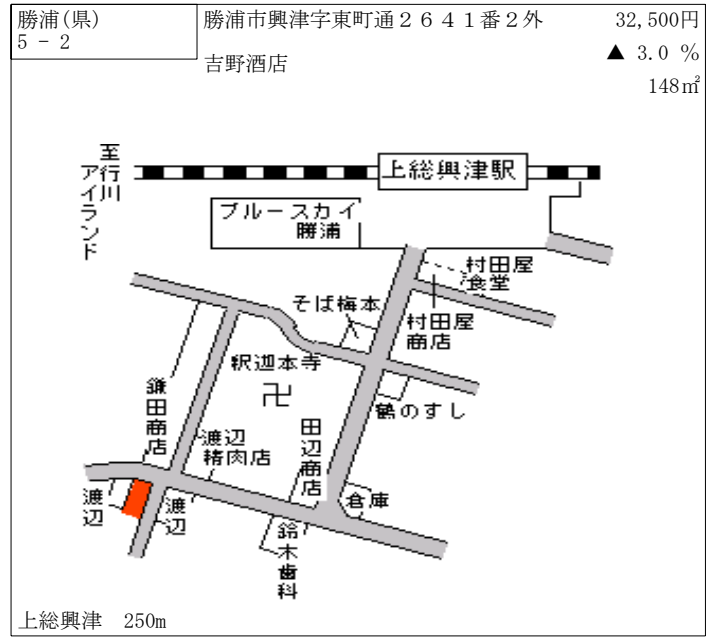 勝浦(県)
5 - 2
勝浦市興津字東町通２６４１番２外
吉野酒店
32,500円
▲ 3.0 %
148㎡
至行川
アイランド
上総興津駅
ブルースカイ
勝浦
村田屋
食堂
そば梅本
村田屋
商店
釈迦本寺
卍
鶴のすし
鎌田商店
渡辺
精肉店
田辺商店
倉庫
渡辺
渡辺
鈴木歯科
上総興津　250m